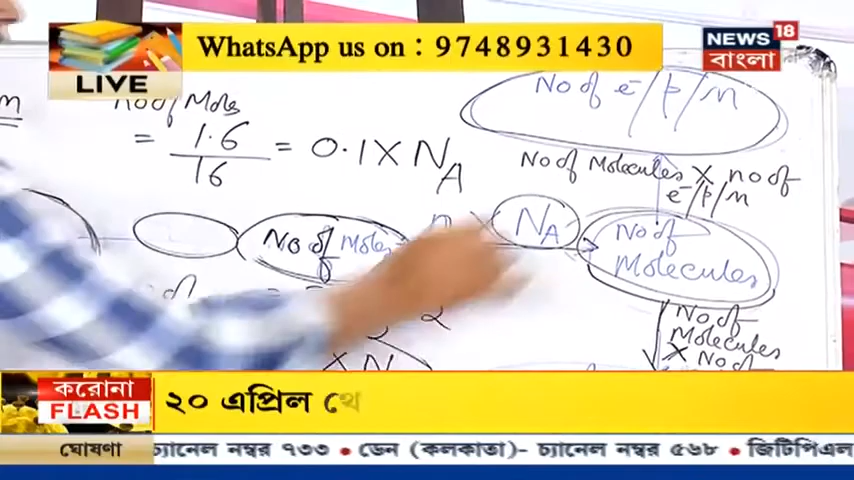 WhatsApp us on : 9748931430
NEWS 18
বাংলা
LIVE
No of Moles
= 1.6 / 16 = 0.1 × N_A
No of e⁻/p/n
No of Molecules × no of
e⁻/p/n
No of Moles
n × N_A
No of
Molecules
No of
Molecules
× No of
× N
করোনা
FLASH
২০ এপ্রিল থে
ঘোষণা
চ্যানেল নম্বর ৭৩৩ • ডেন (কলকাতা)- চ্যানেল নম্বর ৫৬৮ • জিটিপিএল